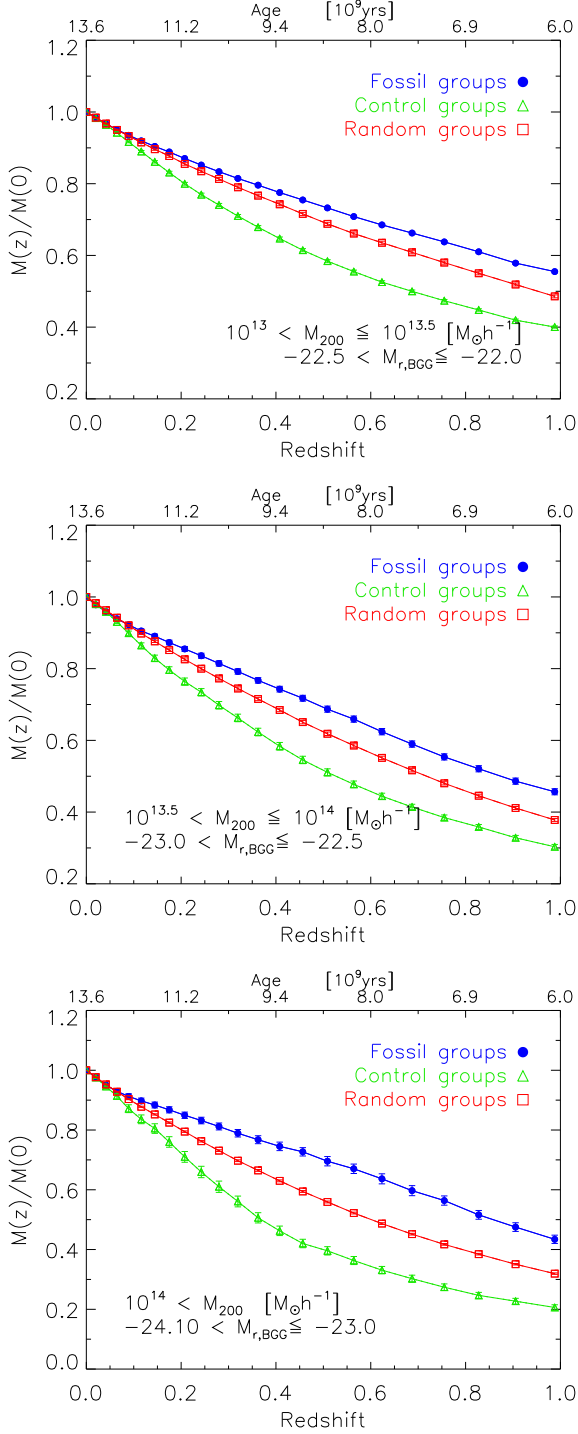 Age [10⁹yrs]
13.6 11.2 9.4 8.0 6.9 6.0
1.2
1.0
0.8
0.6
0.4
0.2
M(z)/M(0)
Fossil groups
Control groups
Random groups
10¹³ < M₂₀₀ ≦ 10¹³·⁵ [M⊙h⁻¹]
−22.5 < Mr,BGG ≦ −22.0
0.0 0.2 0.4 0.6 0.8 1.0
Redshift
Age [10⁹yrs]
13.6 11.2 9.4 8.0 6.9 6.0
1.2
1.0
0.8
0.6
0.4
0.2
M(z)/M(0)
Fossil groups
Control groups
Random groups
10¹³·⁵ < M₂₀₀ ≦ 10¹⁴ [M⊙h⁻¹]
−23.0 < Mr,BGG ≦ −22.5
0.0 0.2 0.4 0.6 0.8 1.0
Redshift
Age [10⁹yrs]
13.6 11.2 9.4 8.0 6.9 6.0
1.2
1.0
0.8
0.6
0.4
0.2
0.0
M(z)/M(0)
Fossil groups
Control groups
Random groups
10¹⁴ < M₂₀₀ [M⊙h⁻¹]
−24.10 < Mr,BGG ≦ −23.0
0.0 0.2 0.4 0.6 0.8 1.0
Redshift